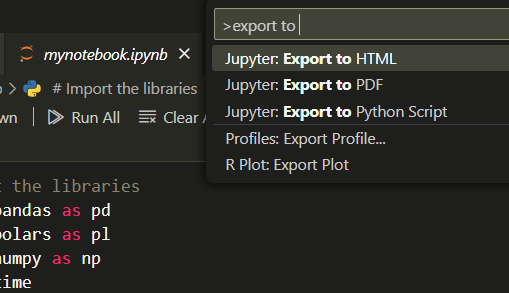 >export to
mynotebook.ipynb
Jupyter: Export to HTML
# Import the libraries
Jupyter: Export to PDF
Run All
Jupyter: Export to Python Script
Profiles: Export Profile...
R Plot: Export Plot
the libraries
pandas as pd
polars as pl
numpy as np
time